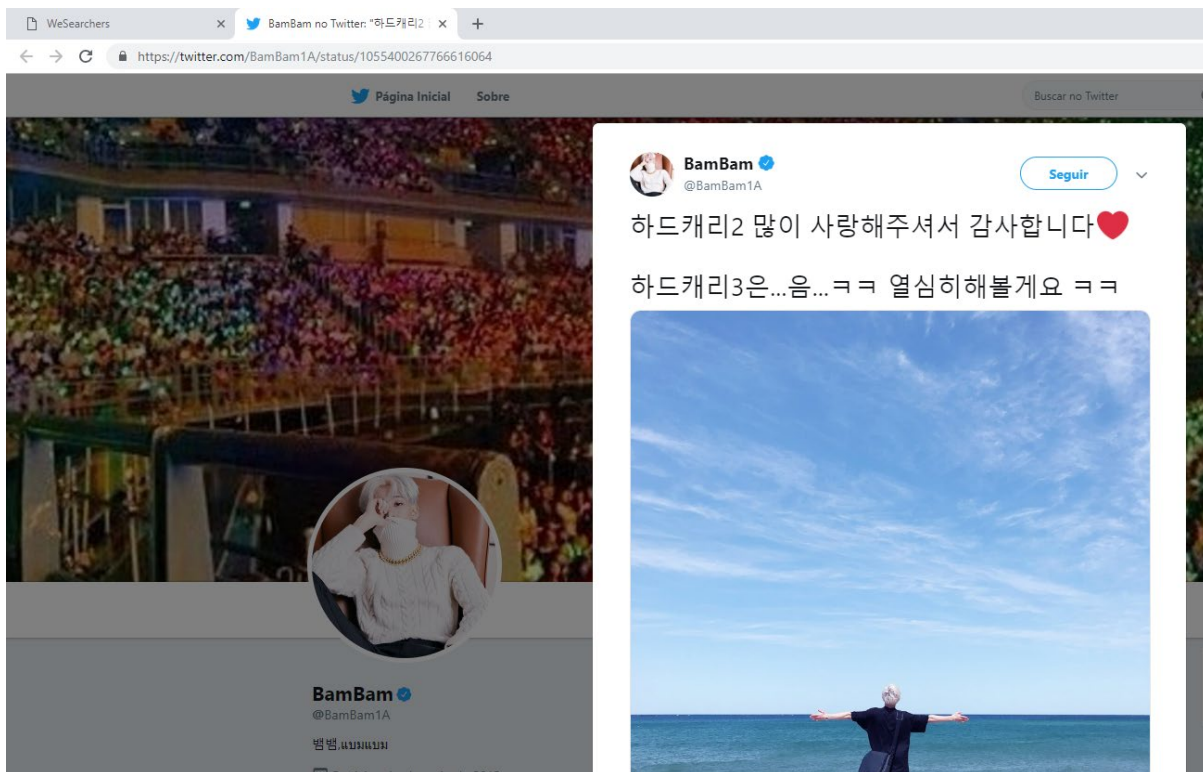 WeSearchers
BamBam no Twitter: "하드캐리2
https://twitter.com/BamBam1A/status/1055400267766616064
Página Inicial Sobre
Buscar no Twitter
BamBam
@BamBam1A
Seguir
하드캐리2 많이 사랑해주셔서 감사합니다❤
하드캐리3은...음...ㅋㅋ 열심히해볼게요 ㅋㅋ
BamBam
@BamBam1A
뱀뱀,แบมแบม